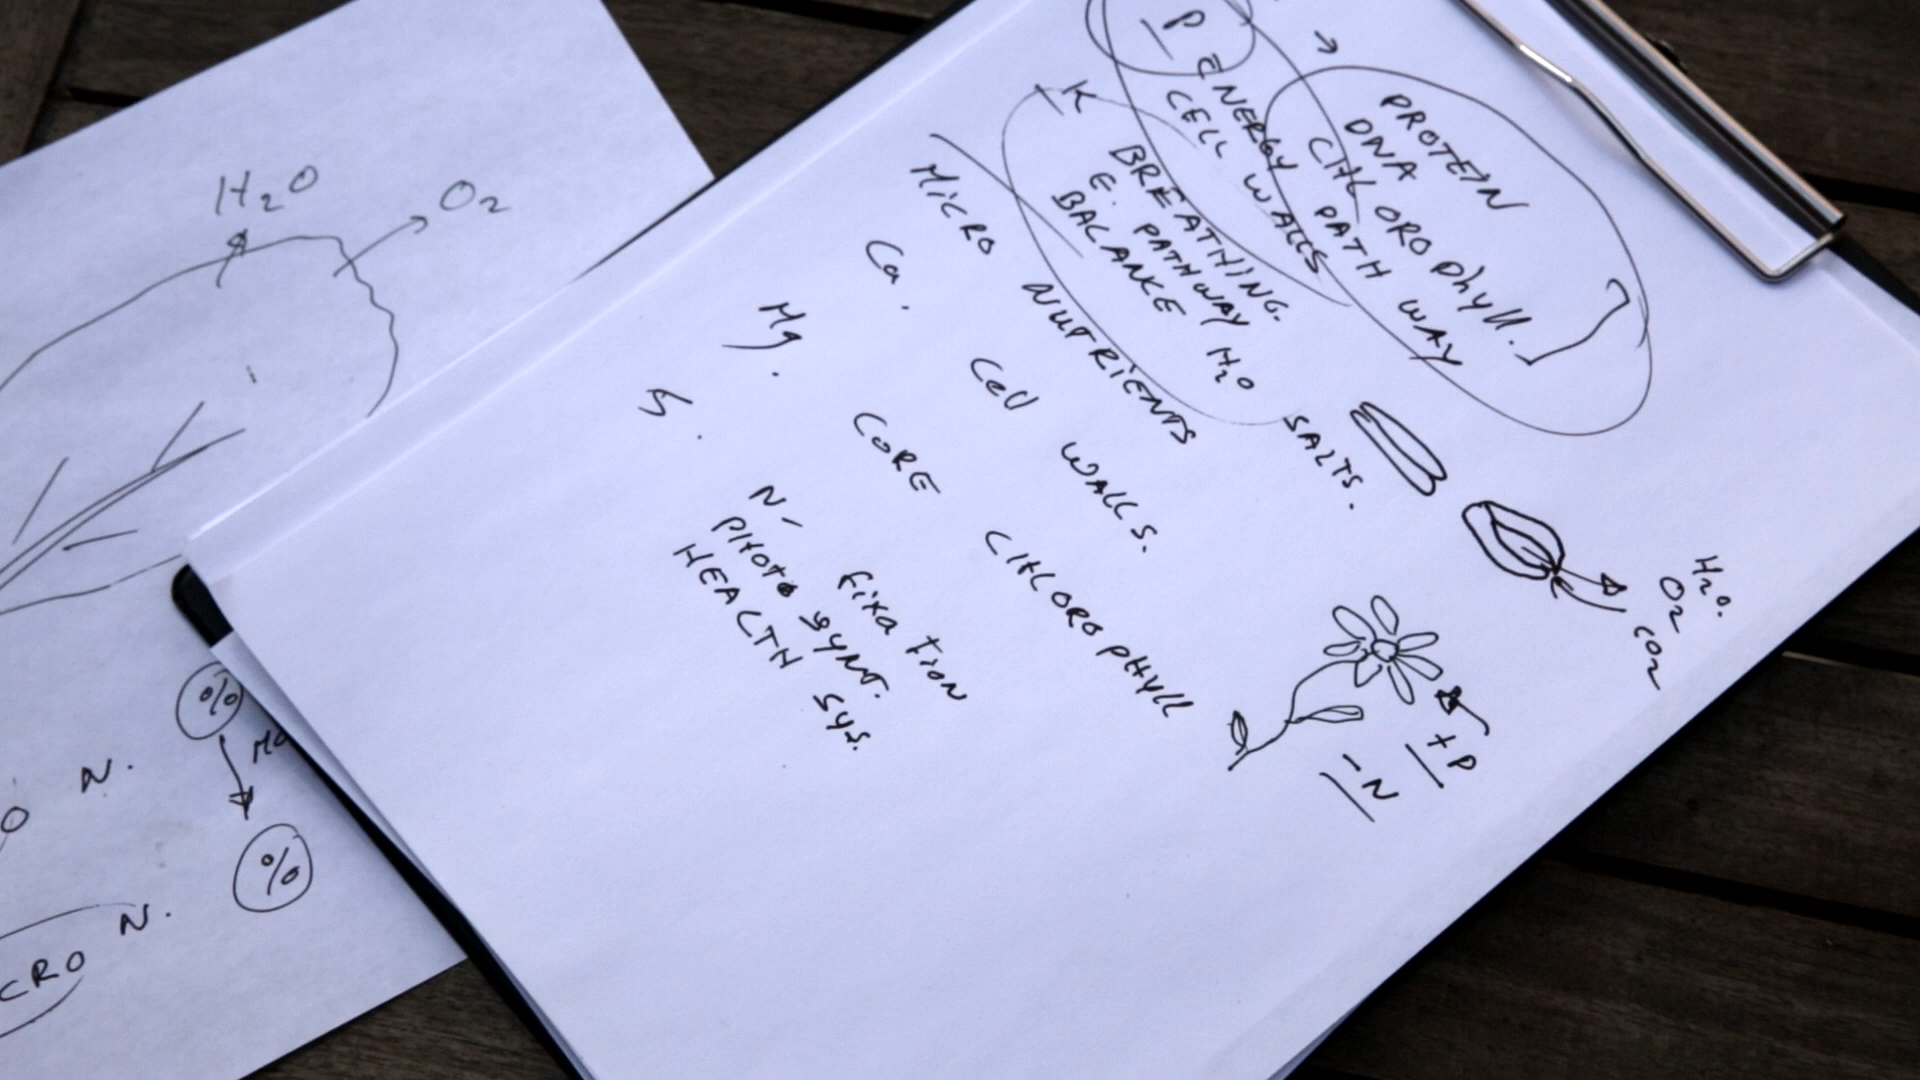 H2O
O2
N.
%
%
N.
CRO
PROTEIN
DNA
CHLOROPHYLL.
PATH WAY
P ENERGY
CELL WALLS
K BREATHING.
E. PATHWAY H2O
BALANKE SALTS.
MICRO NUTRIENTS
Ca. Cell WALLS.
Mg. CORE CHLOROPHYLL
S. N- fixation
PHOTO SYNT.
HEALTH SYS.
H2O.
O2
CO2
+P
-N